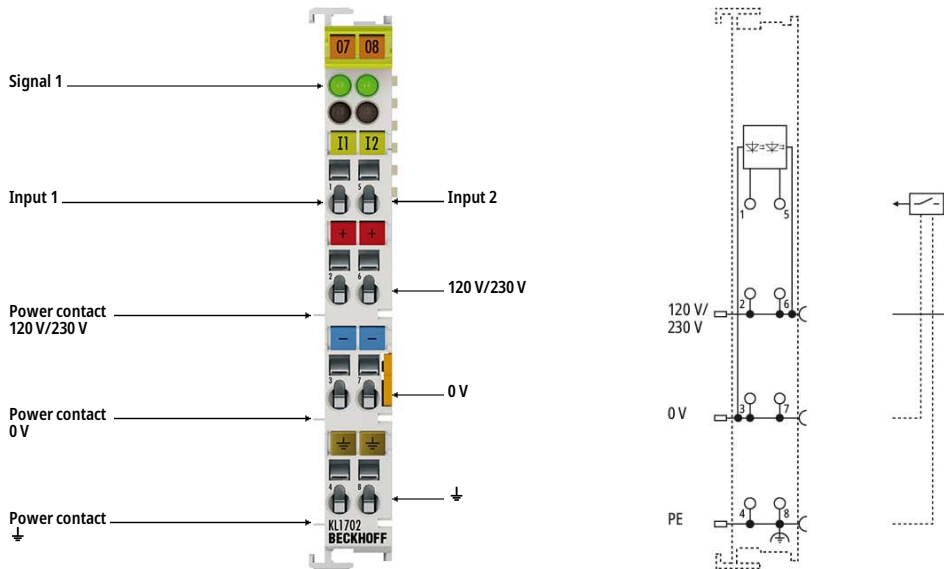 07 08
Signal 1
I1 I2
1 5
Input 1
Input 2
+ +
2 6
120 V/230 V
Power contact
120 V/230 V
- -
3 7
0 V
Power contact
0 V
4 8
Power contact
KL1702
BECKHOFF
1 5
120 V/
230 V
2 6
0 V
3 7
PE
4 8